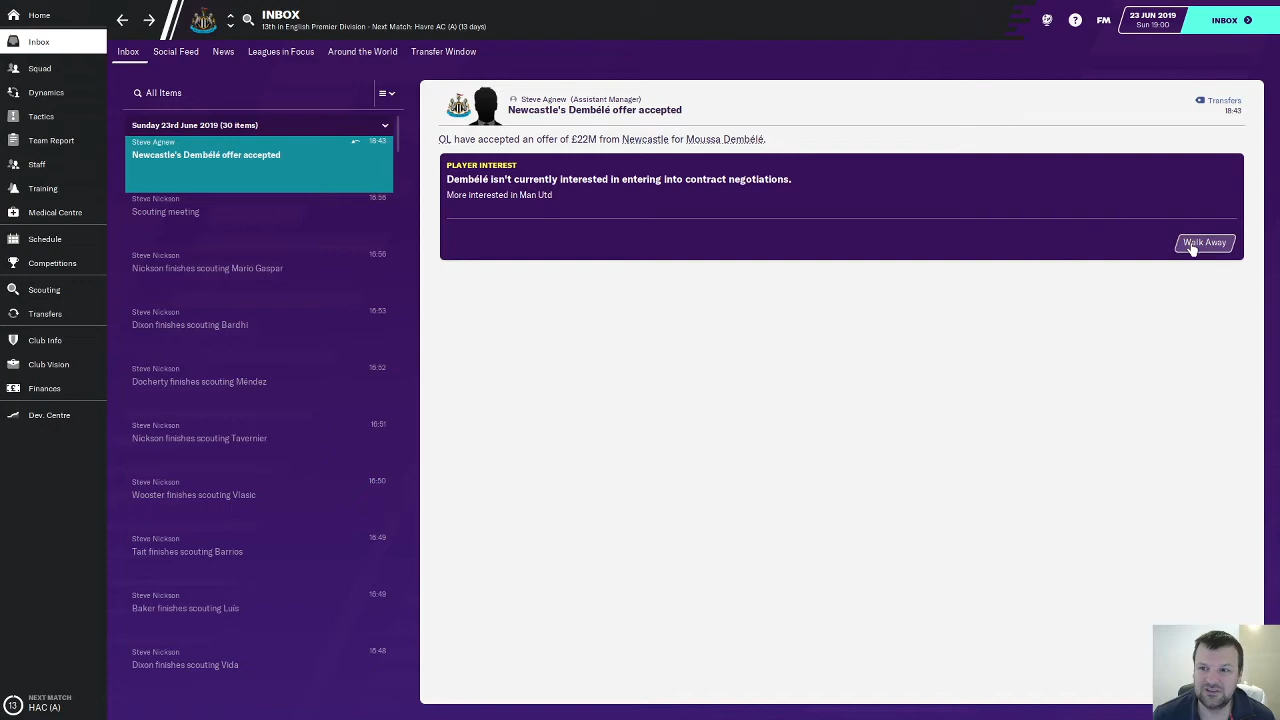 INBOX
13th in English Premier Division - Next Match: Havre AC (A) (13 days)
?
FM
23 JUN 2019
Sun 19:00
INBOX
Home
Inbox
Squad
Dynamics
Tactics
Team Report
Staff
Training
Medical Centre
Schedule
Competitions
Scouting
Transfers
Club Info
Club Vision
Finances
Dev. Centre
13
NEXT MATCH
HAC (A)
Inbox Social Feed News Leagues in Focus Around the World Transfer Window
All Items
Sunday 23rd June 2019 (30 items)
Steve Agnew 18:43
Newcastle's Dembélé offer accepted
Steve Nickson 16:56
Scouting meeting
Steve Nickson 16:56
Nickson finishes scouting Mario Gaspar
Steve Nickson 16:53
Dixon finishes scouting Bardhi
Steve Nickson 16:52
Docherty finishes scouting Méndez
Steve Nickson 16:51
Nickson finishes scouting Tavernier
Steve Nickson 16:50
Wooster finishes scouting Vlasic
Steve Nickson 16:49
Tait finishes scouting Barrios
Steve Nickson 16:49
Baker finishes scouting Luís
Steve Nickson 16:48
Dixon finishes scouting Vida
Steve Agnew (Assistant Manager)
Newcastle's Dembélé offer accepted
Transfers
18:43
OL have accepted an offer of £22M from Newcastle for Moussa Dembélé.
PLAYER INTEREST
Dembélé isn't currently interested in entering into contract negotiations.
More interested in Man Utd
Walk Away